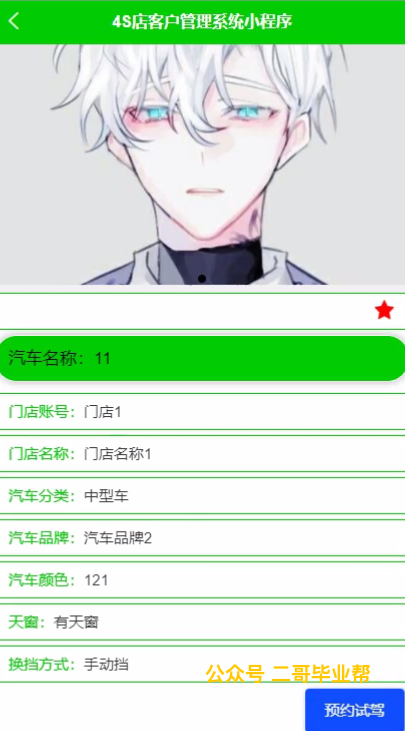 4S店客户管理系统小程序
汽车名称：11
门店账号：门店1
门店名称：门店名称1
汽车分类：中型车
汽车品牌：汽车品牌2
汽车颜色：121
天窗：有天窗
换挡方式：手动挡
公众号 二哥毕业帮
预约试驾